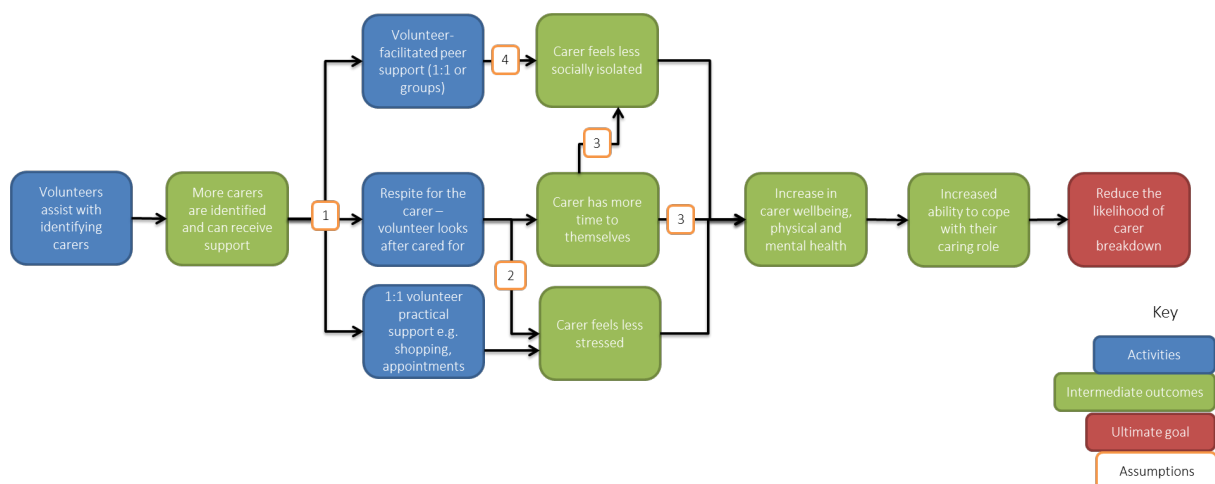 Volunteers
assist with
identifying
carers
More carers
are identified
and can receive
support
1
Volunteer-
facilitated peer
support (1:1 or
groups)
4
Carer feels less
socially isolated
3
Respite for the
carer –
volunteer looks
after cared for
Carer has more
time to
themselves
3
2
1:1 volunteer
practical
support e.g.
shopping,
appointments
Carer feels less
stressed
Increase in
carer wellbeing,
physical and
mental health
Increased
ability to cope
with their
caring role
Reduce the
likelihood of
carer
breakdown
Key
Activities
Intermediate outcomes
Ultimate goal
Assumptions